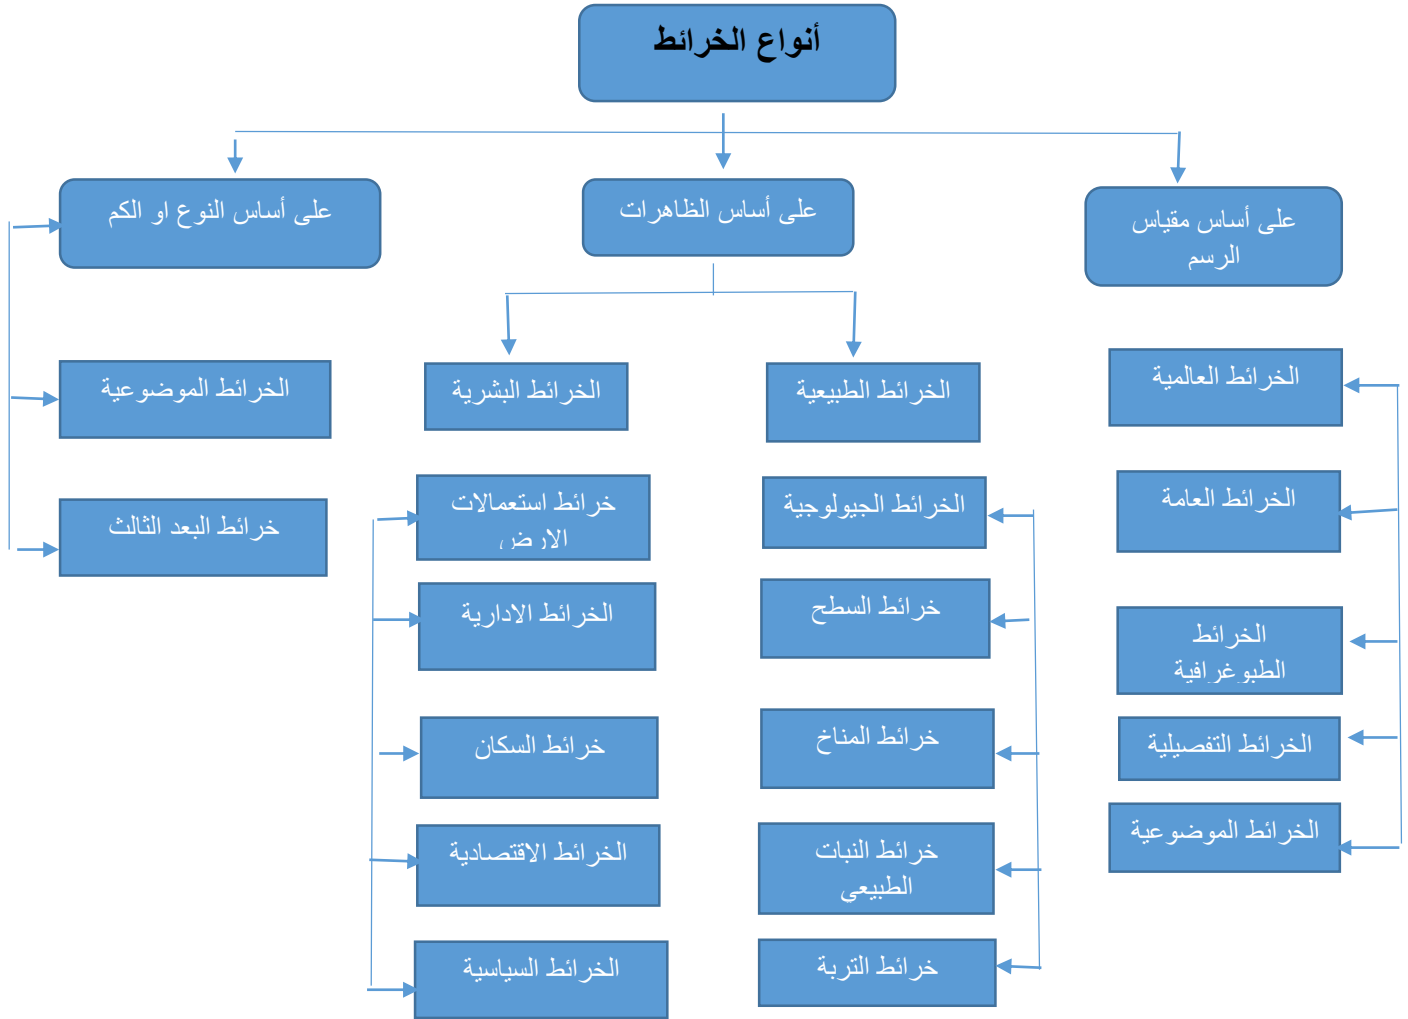 أنواع الخرائط
على أساس مقياس
الرسم
على أساس الظاهرات
على أساس النوع او الكم
الخرائط العالمية
الخرائط العامة
الخرائط
الطبوغرافية
الخرائط التفصيلية
الخرائط الموضوعية
الخرائط الطبيعية
الخرائط الجيولوجية
خرائط السطح
خرائط المناخ
خرائط النبات
الطبيعي
خرائط التربة
الخرائط البشرية
خرائط استعمالات
الارض
الخرائط الادارية
خرائط السكان
الخرائط الاقتصادية
الخرائط السياسية
الخرائط الموضوعية
خرائط البعد الثالث